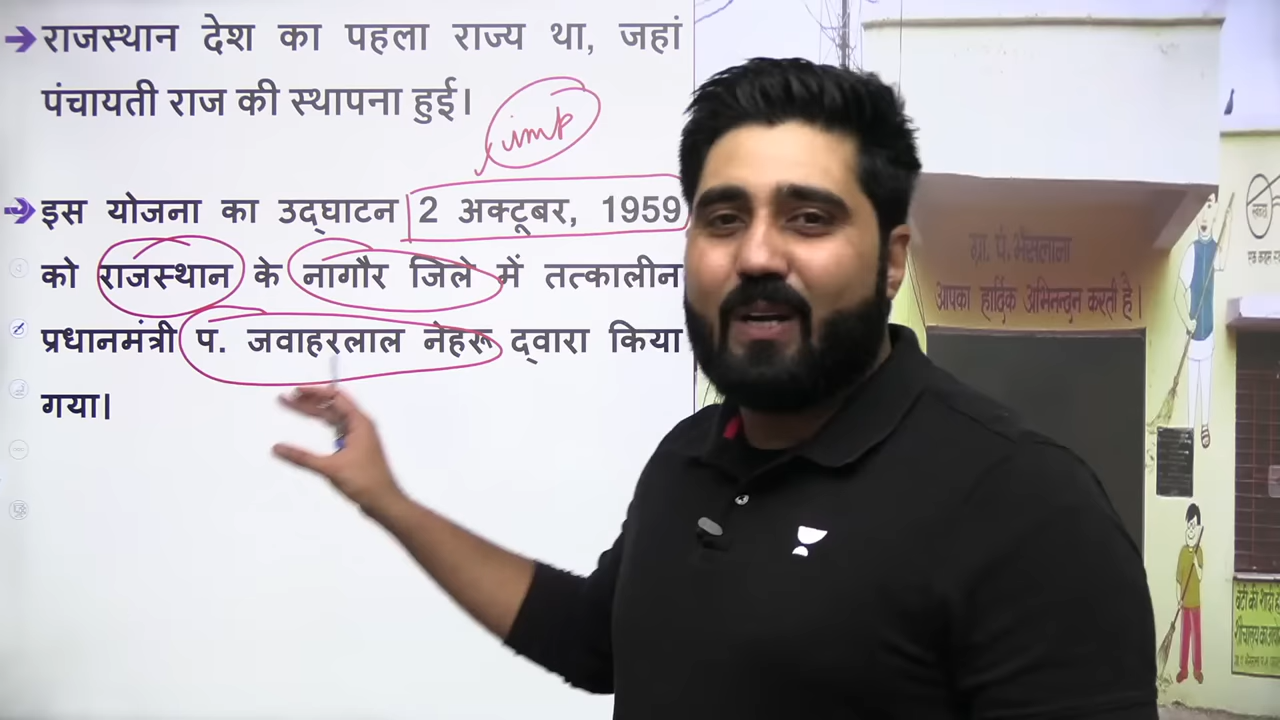 राजस्थान देश का पहला राज्य था, जहां
पंचायती राज की स्थापना हुई।
imp
इस योजना का उद्घाटन 2 अक्टूबर, 1959
को राजस्थान के नागौर जिले में तत्कालीन
प्रधानमंत्री प. जवाहरलाल नेहरू द्वारा किया
गया।
ग्रा. पं. भैंसलाना
आपका हार्दिक अभिनन्दन करती है।
बेटी की शादी